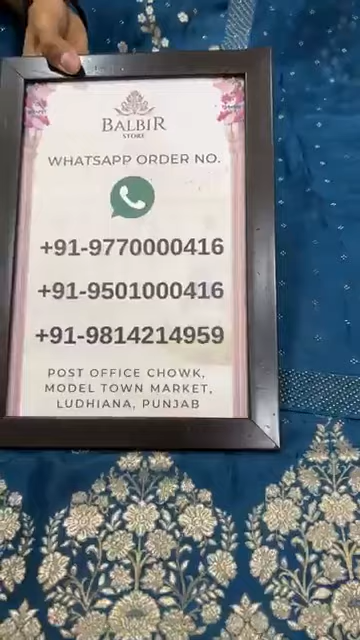 BALBIR
STORE
WHATSAPP ORDER NO.
+91-9770000416
+91-9501000416
+91-9814214959
POST OFFICE CHOWK,
MODEL TOWN MARKET,
LUDHIANA, PUNJAB